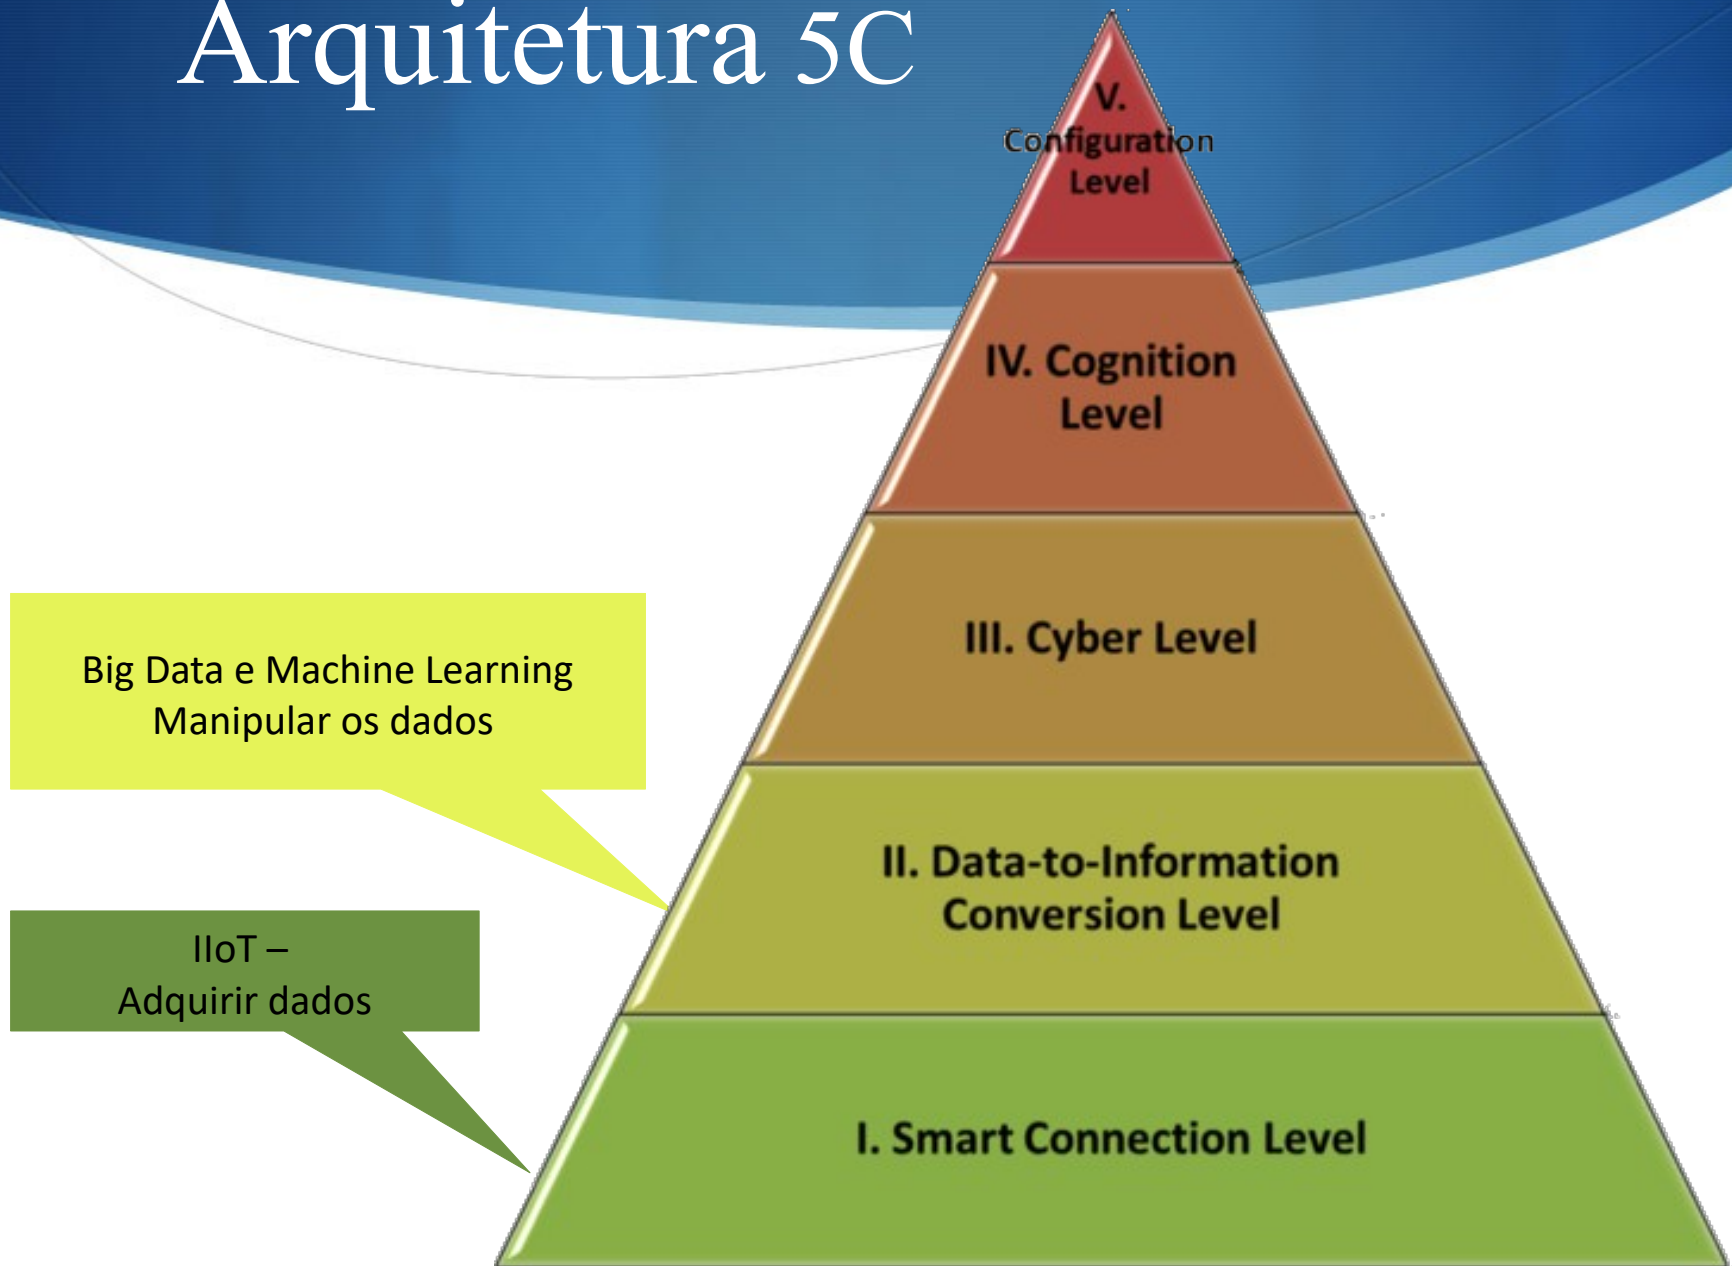 Arquitetura 5C
V.
Configuration
Level
IV. Cognition
Level
III. Cyber Level
Big Data e Machine Learning
Manipular os dados
II. Data-to-Information
Conversion Level
IIoT –
Adquirir dados
I. Smart Connection Level